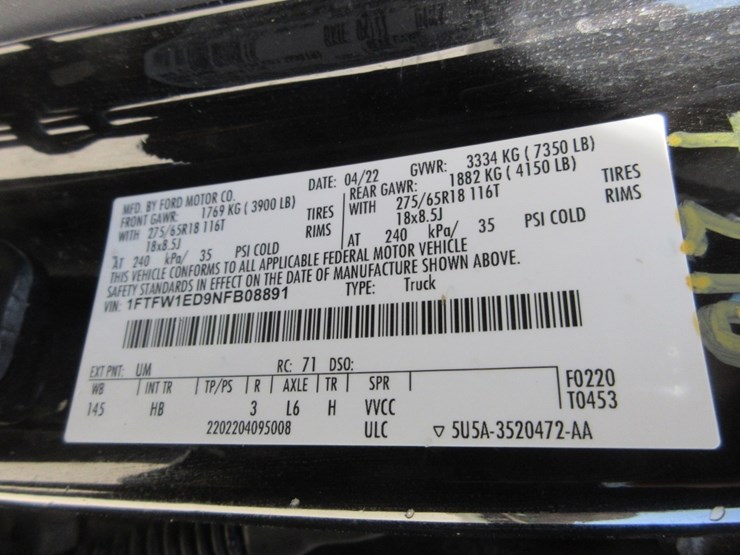 MFD. BY FORD MOTOR CO. DATE: 04/22 GVWR: 3334 KG ( 7350 LB)
FRONT GAWR: 1769 KG ( 3900 LB) REAR GAWR: 1882 KG ( 4150 LB)
WITH 275/65R18 116T TIRES WITH 275/65R18 116T TIRES
18x8.5J RIMS 18x8.5J RIMS
AT 240 kPa/ 35 PSI COLD AT 240 kPa/ 35 PSI COLD
THIS VEHICLE CONFORMS TO ALL APPLICABLE FEDERAL MOTOR VEHICLE
SAFETY STANDARDS IN EFFECT ON THE DATE OF MANUFACTURE SHOWN ABOVE.
VIN: 1FTFW1ED9NFB08891 TYPE: Truck
EXT PNT: UM RC: 71 DSO:
WB INT TR TP/PS R AXLE TR SPR F0220
145 HB 3 L6 H VVCC T0453
2202204095008 ULC ▽ 5U5A-3520472-AA